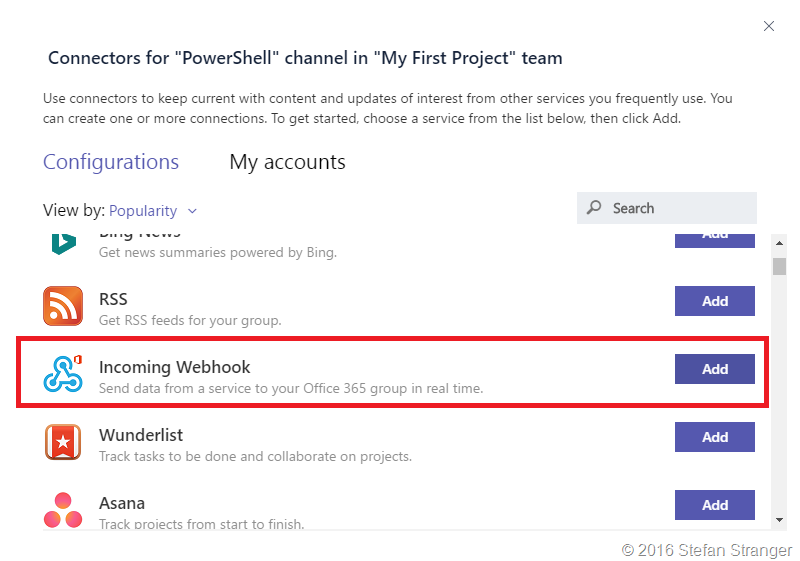 Connectors for "PowerShell" channel in "My First Project" team
Use connectors to keep current with content and updates of interest from other services you frequently use. You
can create one or more connections. To get started, choose a service from the list below, then click Add.
Configurations My accounts
View by: Popularity Search
Bing News Add
Get news summaries powered by Bing.
RSS Add
Get RSS feeds for your group.
Incoming Webhook Add
Send data from a service to your Office 365 group in real time.
Wunderlist Add
Track tasks to be done and collaborate on projects.
Asana Add
Track projects from start to finish.
© 2016 Stefan Stranger